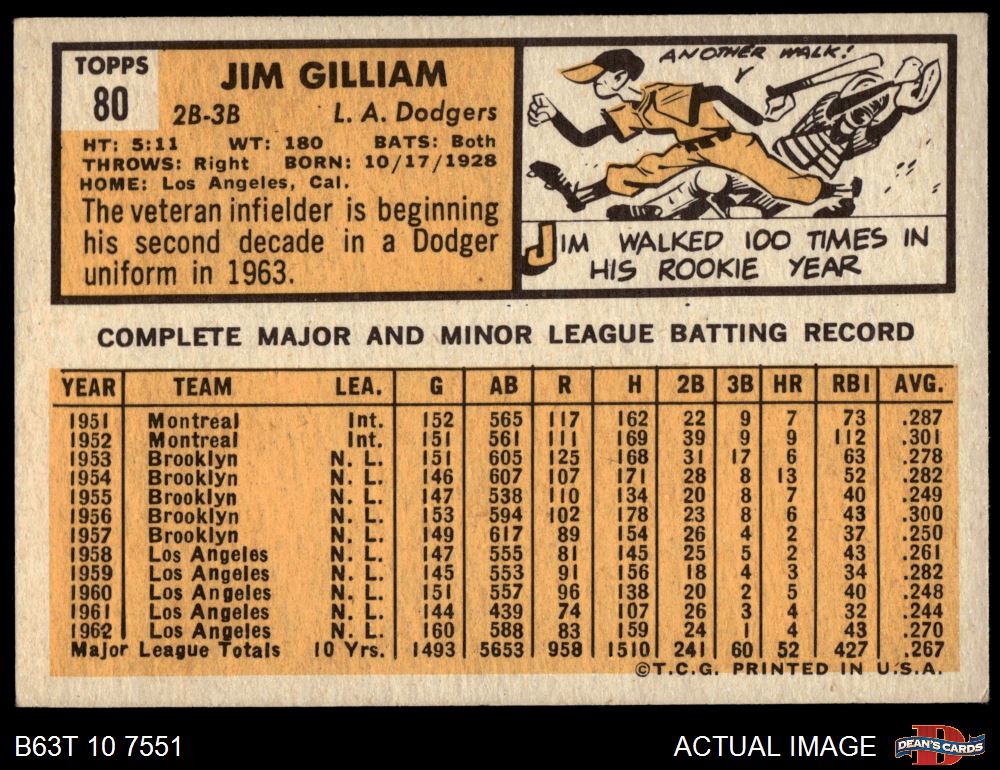 TOPPS
80
JIM GILLIAM
2B-3B L. A. Dodgers
HT: 5:11 WT: 180 BATS: Both
THROWS: Right BORN: 10/17/1928
HOME: Los Angeles, Cal.
The veteran infielder is beginning
his second decade in a Dodger
uniform in 1963.
ANOTHER WALK!
JIM WALKED 100 TIMES IN
HIS ROOKIE YEAR
COMPLETE MAJOR AND MINOR LEAGUE BATTING RECORD
YEAR TEAM LEA. G AB R H 2B 3B HR RBI AVG.
1951 Montreal Int. 152 565 117 162 22 9 7 73 .287
1952 Montreal Int. 151 561 111 169 39 9 9 112 .301
1953 Brooklyn N. L. 151 605 125 168 31 17 6 63 .278
1954 Brooklyn N. L. 146 607 107 171 28 8 13 52 .282
1955 Brooklyn N. L. 147 538 110 134 20 8 7 40 .249
1956 Brooklyn N. L. 153 594 102 178 23 8 6 43 .300
1957 Brooklyn N. L. 149 617 89 154 26 4 2 37 .250
1958 Los Angeles N. L. 147 555 81 145 25 5 2 43 .261
1959 Los Angeles N. L. 145 553 91 156 18 4 3 34 .282
1960 Los Angeles N. L. 151 557 96 138 20 2 5 40 .248
1961 Los Angeles N. L. 144 439 74 107 26 3 4 32 .244
1962 Los Angeles N. L. 160 588 83 159 24 1 4 43 .270
Major League Totals 10 Yrs. 1493 5653 958 1510 241 60 52 427 .267
©T.C.G. PRINTED IN U.S.A.
B63T 10 7551 ACTUAL IMAGE DEAN'S CARDS